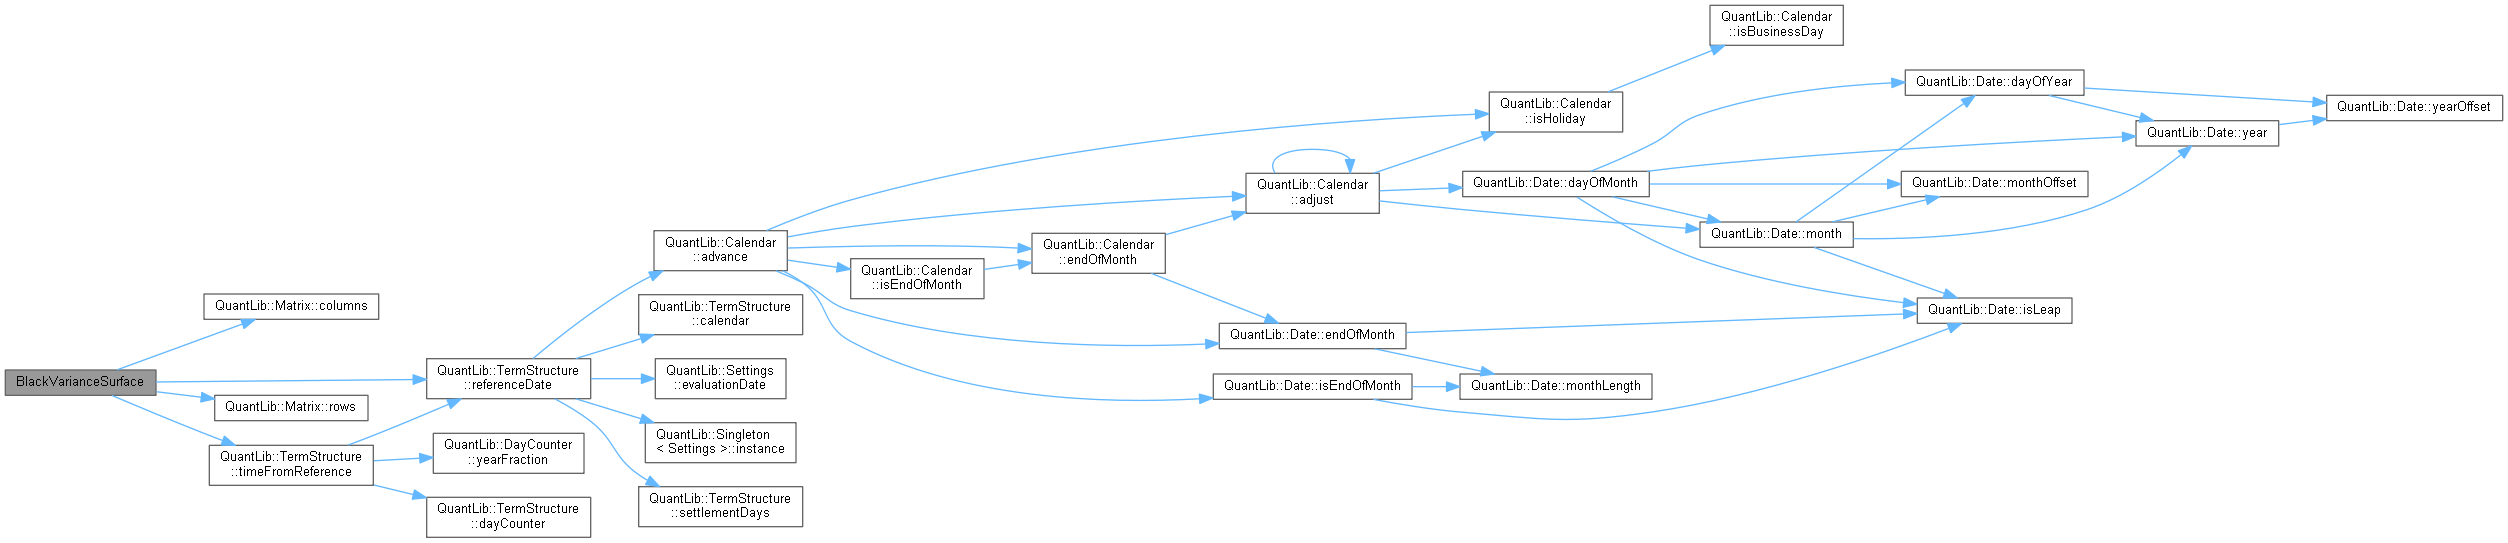 BlackVarianceSurface
QuantLib::Matrix::columns
QuantLib::TermStructure
::referenceDate
QuantLib::Matrix::rows
QuantLib::TermStructure
::timeFromReference
QuantLib::DayCounter
::yearFraction
QuantLib::TermStructure
::dayCounter
QuantLib::Calendar
::advance
QuantLib::TermStructure
::calendar
QuantLib::Settings
::evaluationDate
QuantLib::Singleton
< Settings >::instance
QuantLib::TermStructure
::settlementDays
QuantLib::Calendar
::isEndOfMonth
QuantLib::Calendar
::endOfMonth
QuantLib::Calendar
::adjust
QuantLib::Date::endOfMonth
QuantLib::Date::isEndOfMonth
QuantLib::Calendar
::isHoliday
QuantLib::Date::dayOfMonth
QuantLib::Date::monthLength
QuantLib::Calendar
::isBusinessDay
QuantLib::Date::month
QuantLib::Date::dayOfYear
QuantLib::Date::monthOffset
QuantLib::Date::isLeap
QuantLib::Date::year
QuantLib::Date::yearOffset